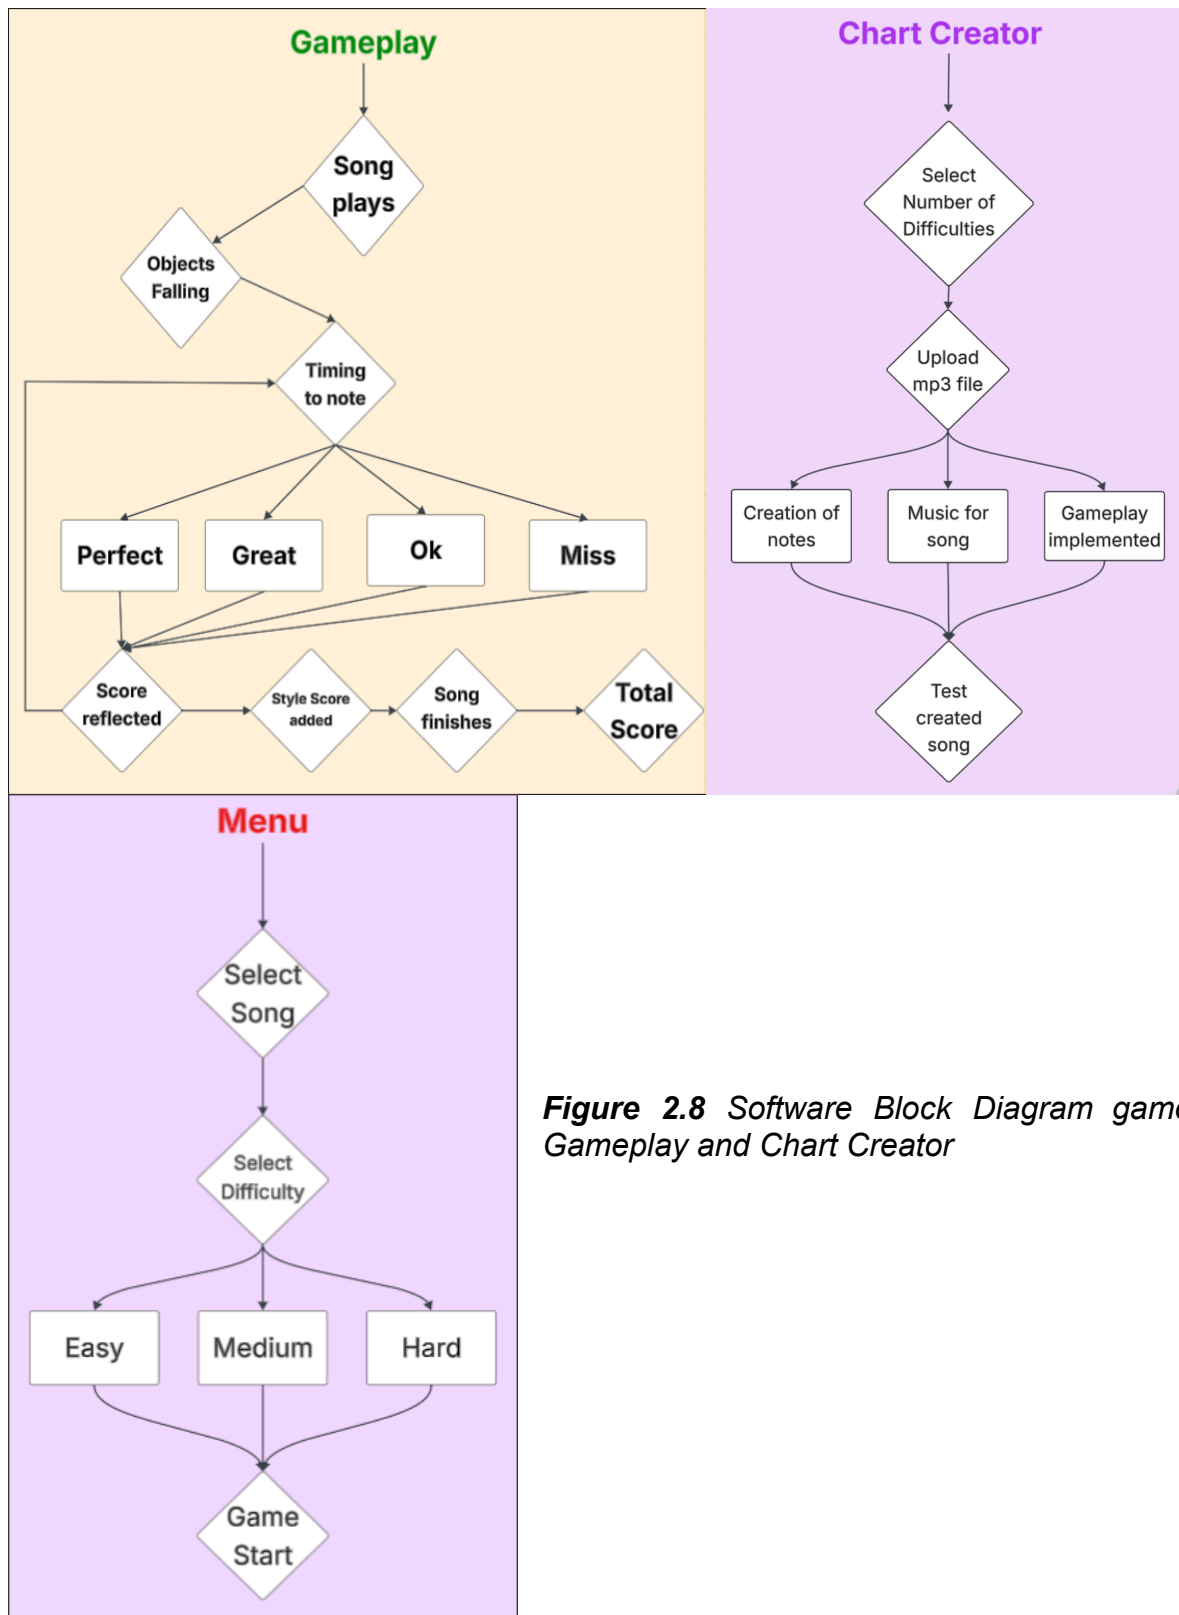 Gameplay
Song
plays
Objects
Falling
Timing
to note
Perfect
Great
Ok
Miss
Score
reflected
Style Score
added
Song
finishes
Total
Score
Chart Creator
Select
Number of
Difficulties
Upload
mp3 file
Creation of
notes
Music for
song
Gameplay
implemented
Test
created
song
Menu
Select
Song
Select
Difficulty
Easy
Medium
Hard
Game
Start
Figure 2.8 Software Block Diagram game
Gameplay and Chart Creator